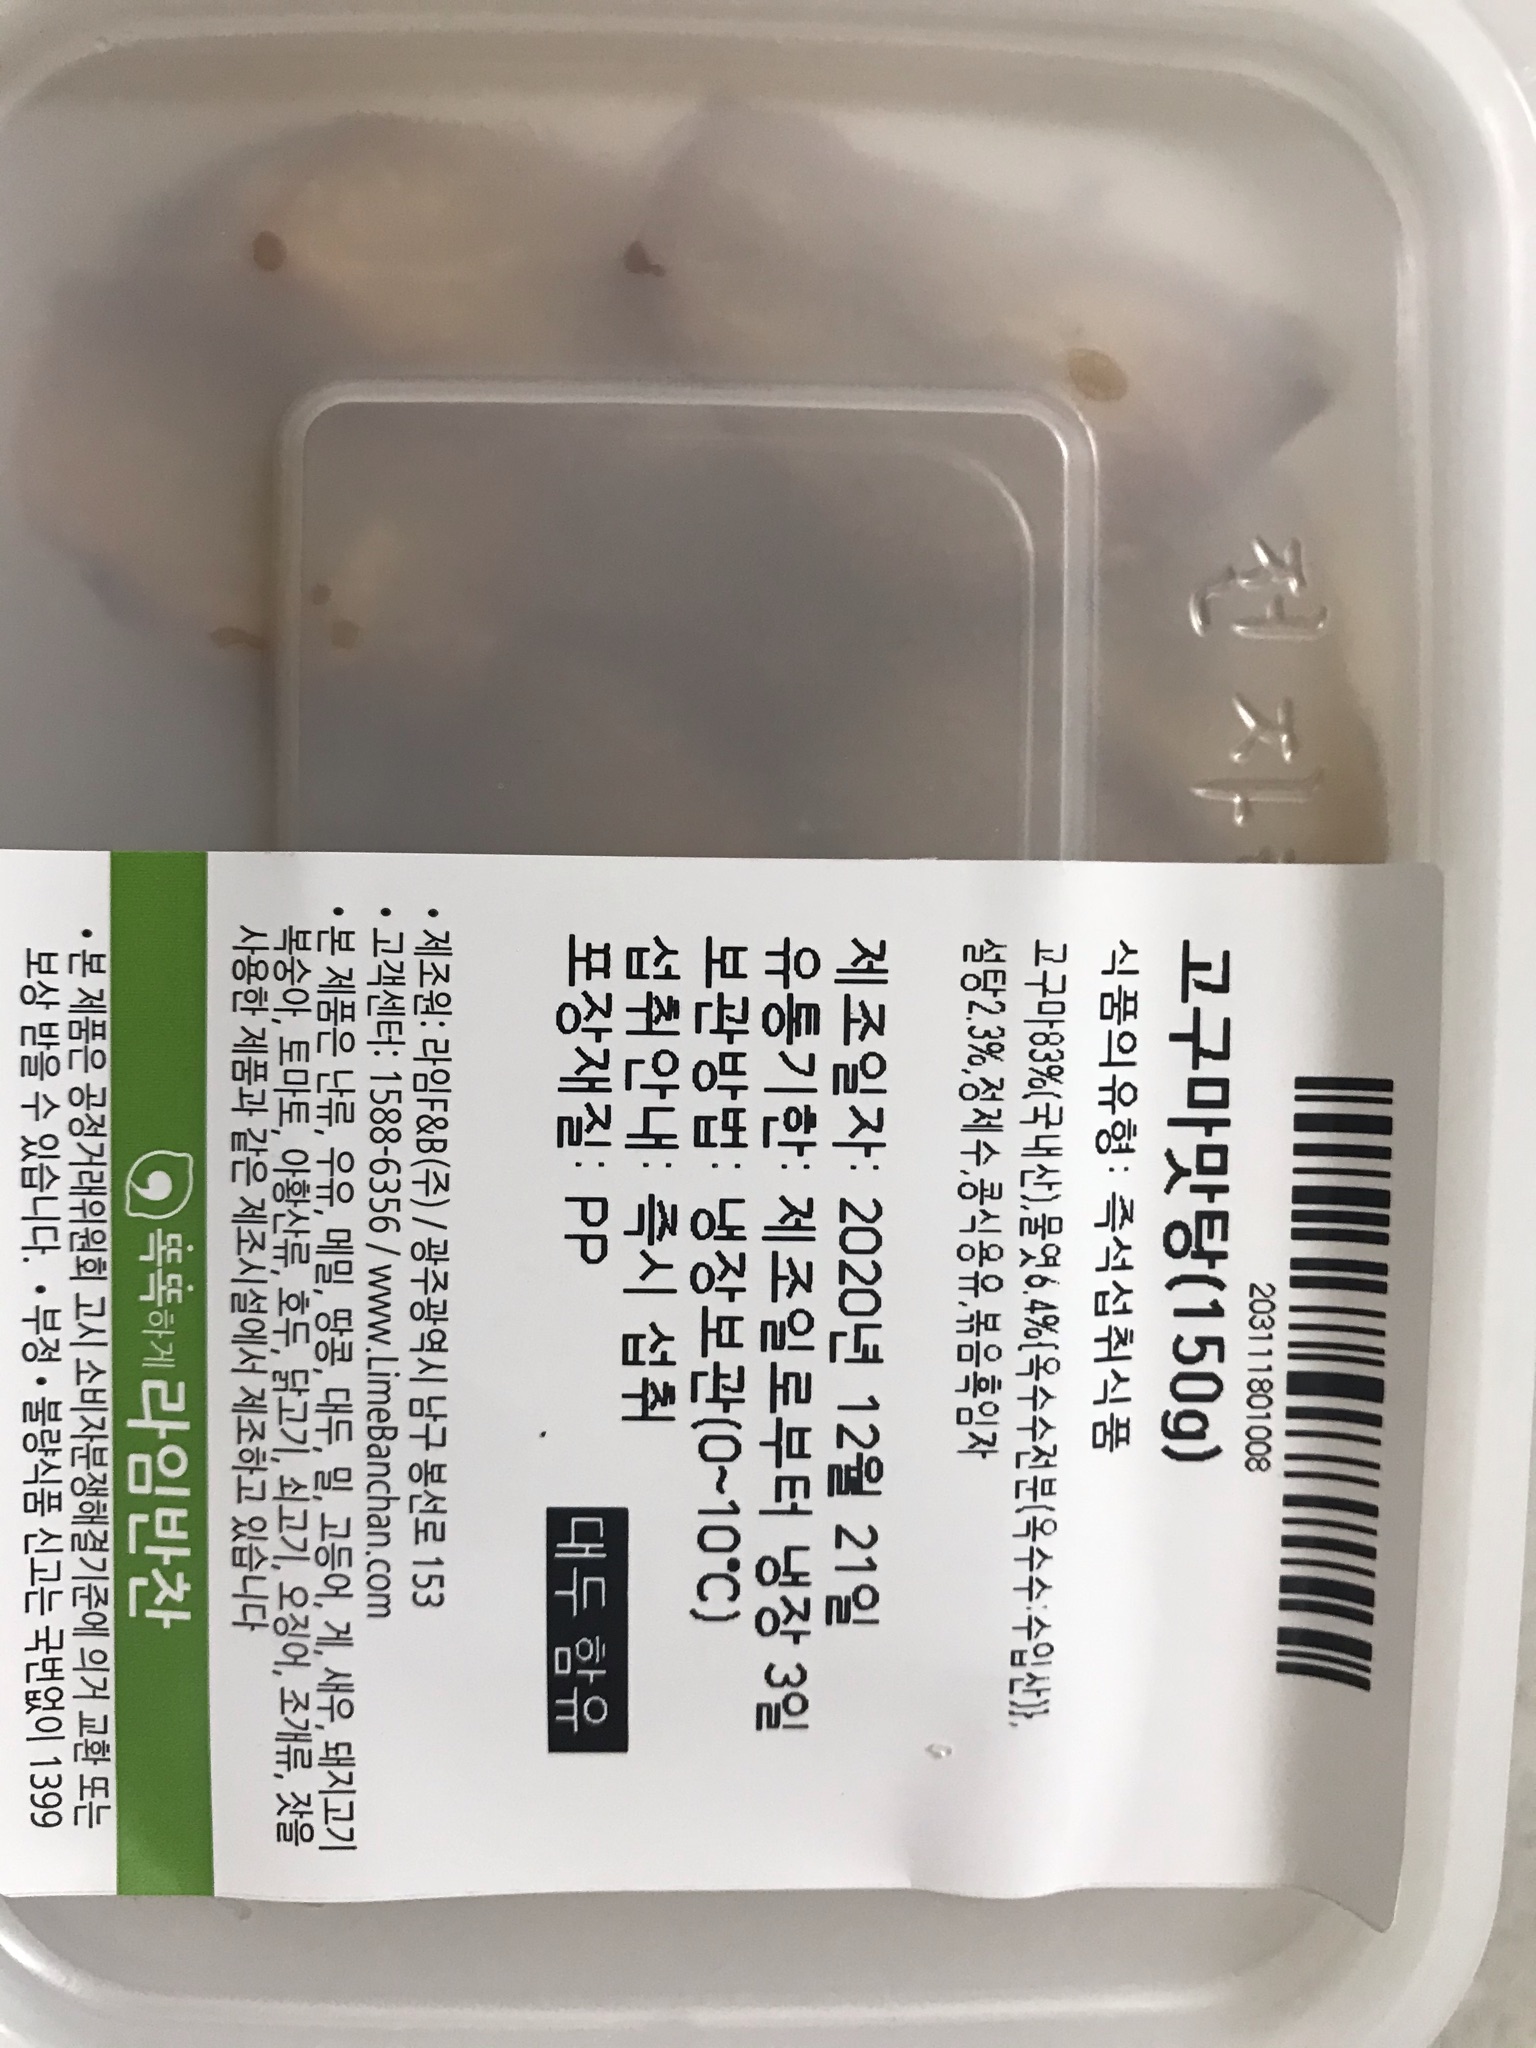 전 자
203111801008
고구마맛탕(150g)
식품의유형: 즉석섭취식품
고구마83%(국내산),물엿6.4%{옥수수전분(옥수수:수입산)},
설탕2.3%,정제수,콩식용유,볶음흑임자
제조일자: 2020년 12월 21일
유통기한: 제조일로부터 냉장 3일
보관방법: 냉장보관(0~10℃)
섭취안내: 즉시 섭취
포장재질: PP
대두 함유
• 제조원: 라임F&B(주) / 광주광역시 남구 봉선로 153
• 고객센터: 1588-6356 / www.LimeBanchan.com
• 본 제품은 난류, 우유, 메밀, 땅콩, 대두, 밀, 고등어, 게, 새우, 돼지고기
복숭아, 토마토, 아황산류, 호두, 닭고기, 쇠고기, 오징어, 조개류, 잣을
사용한 제품과 같은 제조시설에서 제조하고 있습니다
똑똑하게 라임반찬
• 본 제품은 공정거래위원회 고시 소비자분쟁해결기준에 의거 교환 또는
보상 받을 수 있습니다. • 부정 • 불량식품 신고는 국번없이 1399